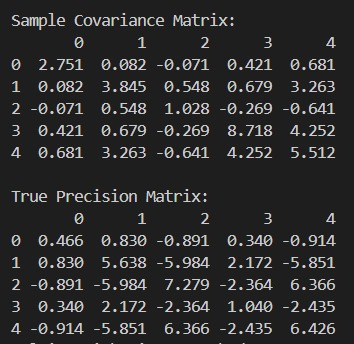 Sample Covariance Matrix:
0 1 2 3 4
0 2.751 0.082 -0.071 0.421 0.681
1 0.082 3.845 0.548 0.679 3.263
2 -0.071 0.548 1.028 -0.269 -0.641
3 0.421 0.679 -0.269 8.718 4.252
4 0.681 3.263 -0.641 4.252 5.512
True Precision Matrix:
0 1 2 3 4
0 0.466 0.830 -0.891 0.340 -0.914
1 0.830 5.638 -5.984 2.172 -5.851
2 -0.891 -5.984 7.279 -2.364 6.366
3 0.340 2.172 -2.364 1.040 -2.435
4 -0.914 -5.851 6.366 -2.435 6.426